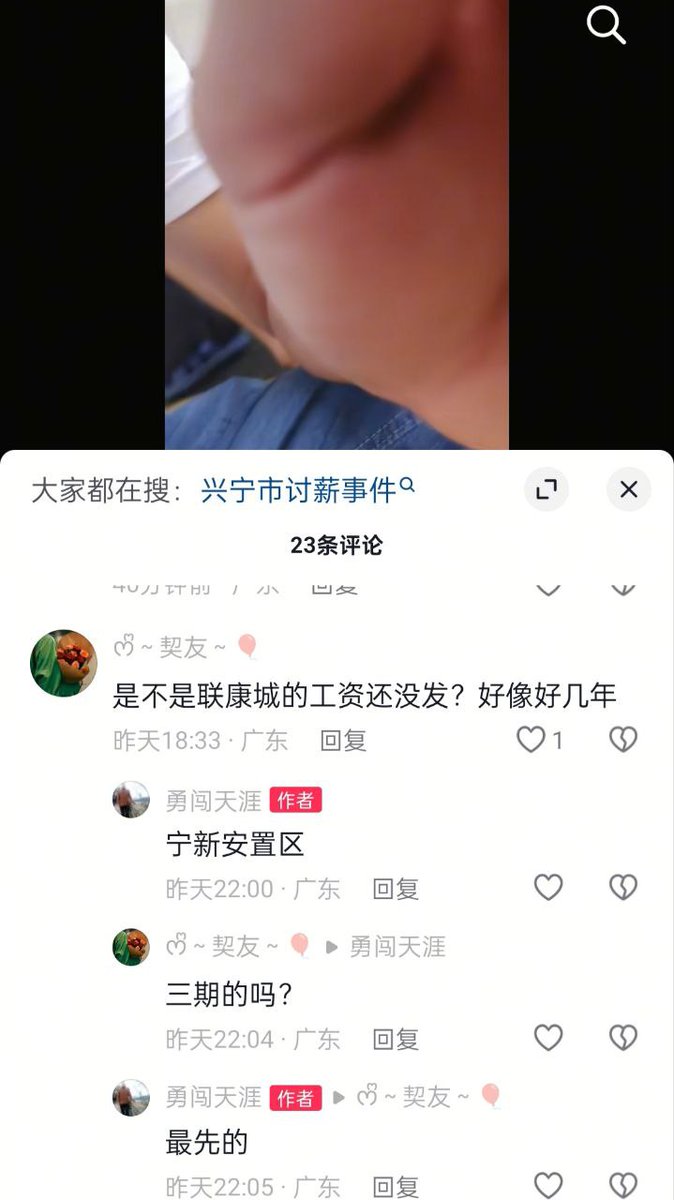 大家都在搜：兴宁市讨薪事件
23条评论
~契友~
是不是联康城的工资还没发？好像好几年
昨天18:33 · 广东 回复 1
勇闯天涯 作者
宁新安置区
昨天22:00 · 广东 回复
~契友~ 勇闯天涯
三期的吗？
昨天22:04 · 广东 回复
勇闯天涯 作者 ~契友~
最先的
昨天22:05 · 广东 回复